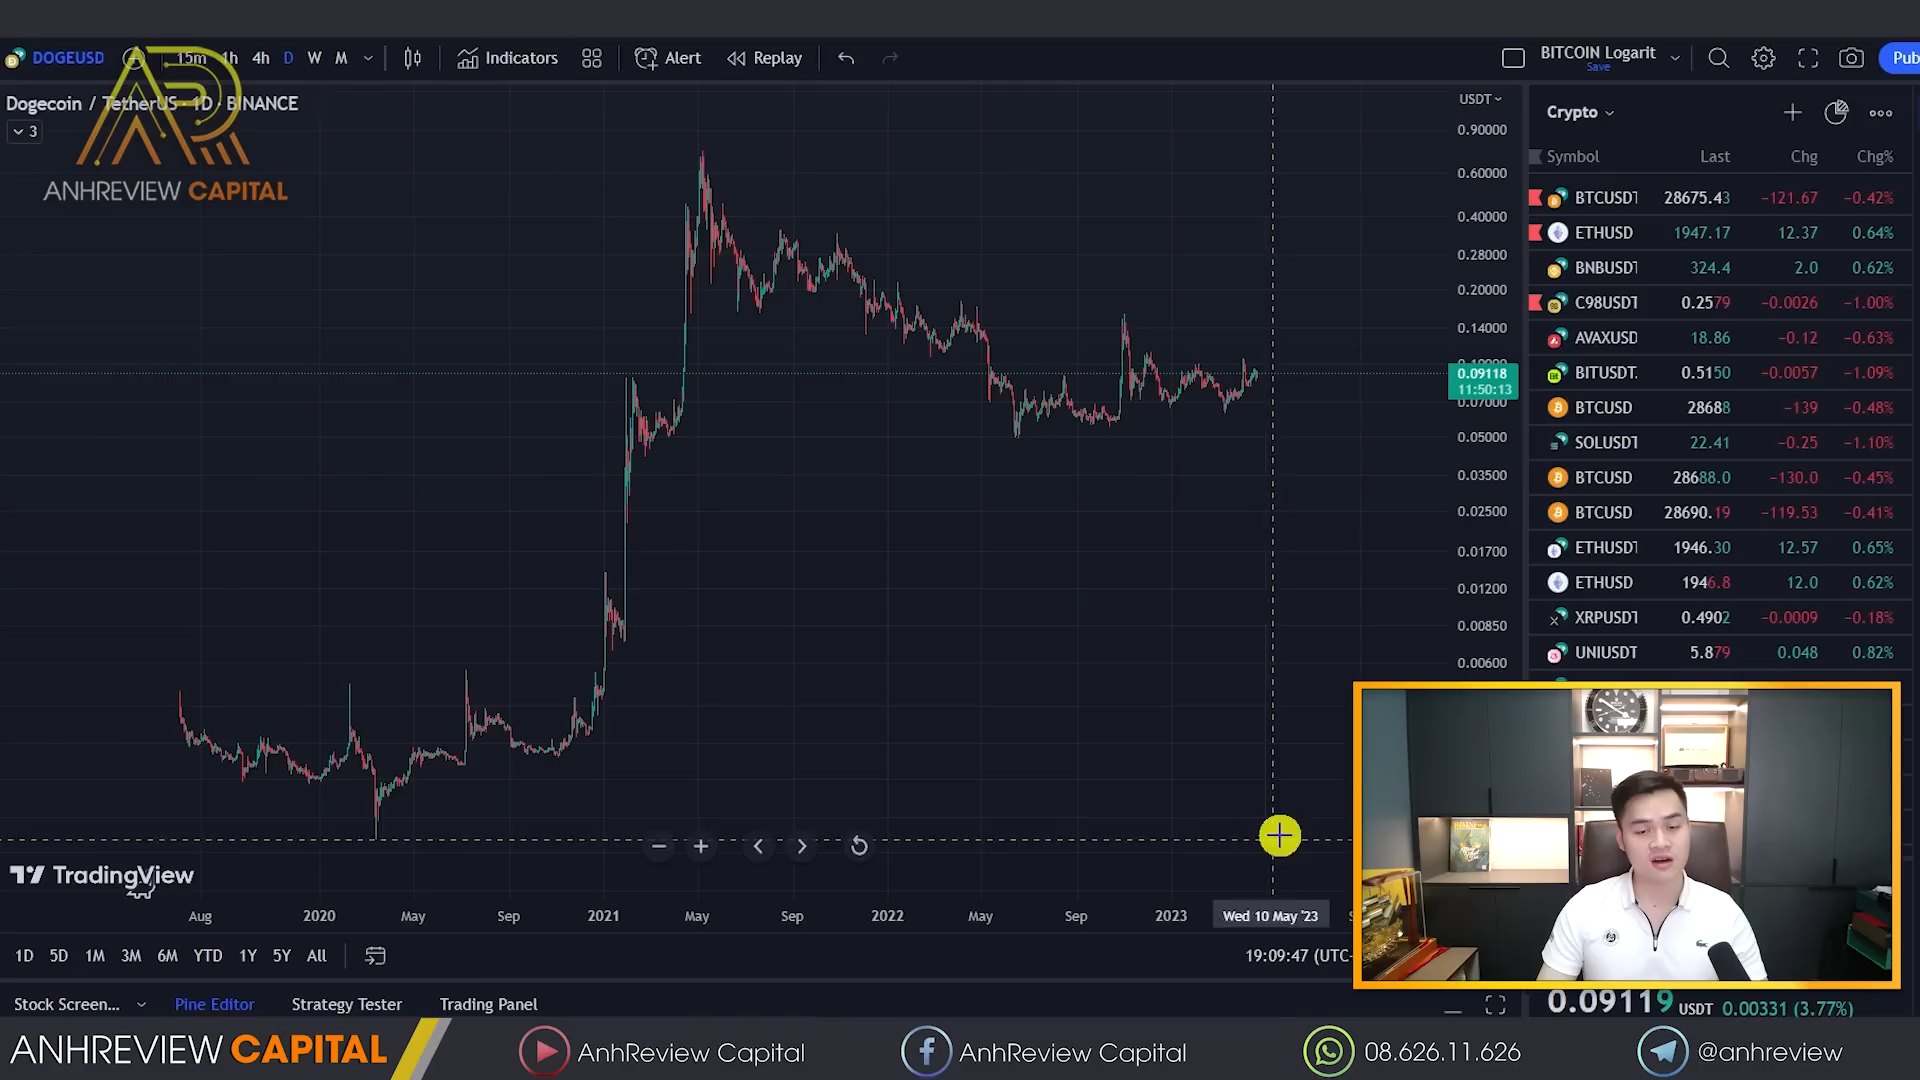 DOGEUSD
15m 1h 4h D W M
Indicators
Alert
Replay
BITCOIN Logarit
Save
Pub
Dogecoin / TetherUS · 1D · BINANCE
3
ANHREVIEW CAPITAL
USDT
0.90000
0.60000
0.40000
0.28000
0.20000
0.14000
0.10000
0.09118
11:50:13
0.07000
0.05000
0.03500
0.02500
0.01700
0.01200
0.00850
0.00600
Crypto
Symbol Last Chg Chg%
BTCUSDT 28675.43 −121.67 −0.42%
ETHUSD 1947.17 12.37 0.64%
BNBUSDT 324.4 2.0 0.62%
C98USDT 0.2579 −0.0026 −1.00%
AVAXUSD 18.86 −0.12 −0.63%
BITUSDT. 0.5150 −0.0057 −1.09%
BTCUSD 28688 −139 −0.48%
SOLUSDT 22.41 −0.25 −1.10%
BTCUSD 28688.0 −130.0 −0.45%
BTCUSD 28690.19 −119.53 −0.41%
ETHUSDT 1946.30 12.57 0.65%
ETHUSD 1946.8 12.0 0.62%
XRPUSDT 0.4902 −0.0009 −0.18%
UNIUSDT 5.879 0.048 0.82%
TradingView
Aug 2020 May Sep 2021 May Sep 2022 May Sep 2023 Wed 10 May '23
1D 5D 1M 3M 6M YTD 1Y 5Y All
19:09:47 (UTC-
Stock Screen... Pine Editor Strategy Tester Trading Panel
0.09119 USDT 0.00331 (3.77%)
ANHREVIEW CAPITAL
AnhReview Capital
AnhReview Capital
08.626.11.626
@anhreview